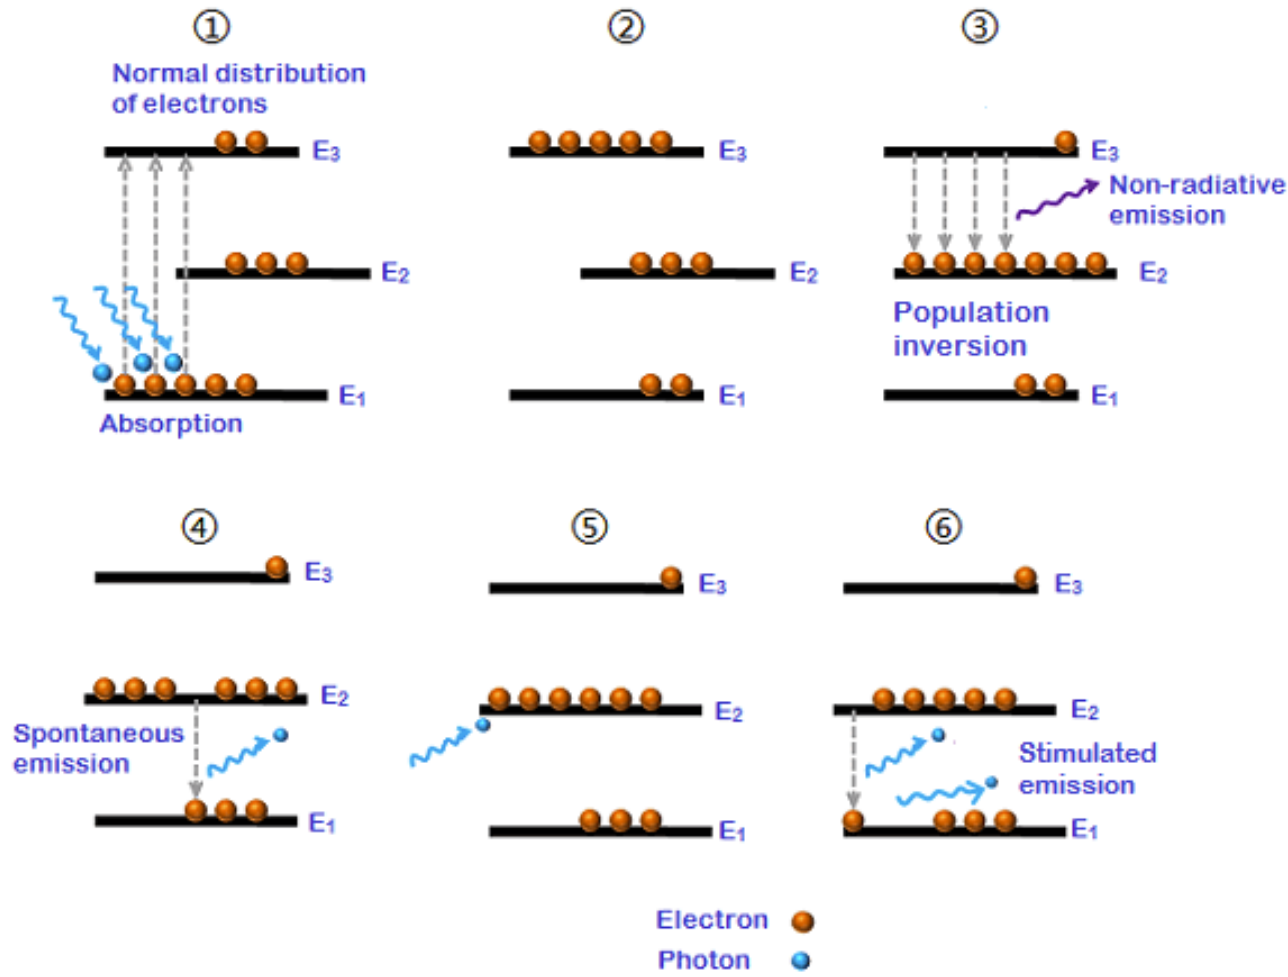 ① ② ③
Normal distribution
of electrons
E₃ E₃ E₃
Non-radiative
emission
E₂ E₂ E₂
Population
inversion
E₁ E₁ E₁
Absorption
④ ⑤ ⑥
E₃ E₃ E₃
E₂ E₂ E₂
Spontaneous
emission
Stimulated
emission
E₁ E₁ E₁
Electron
Photon